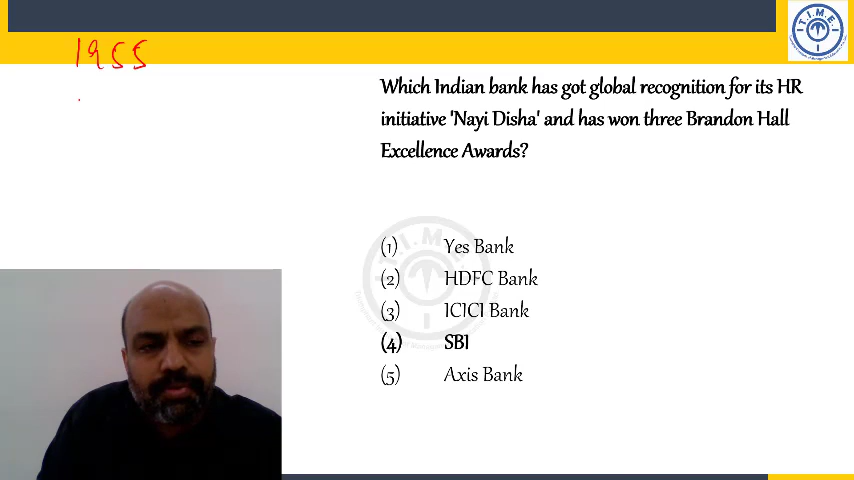 T.I.M.E.
1955
Which Indian bank has got global recognition for its HR
initiative 'Nayi Disha' and has won three Brandon Hall
Excellence Awards?
(1) Yes Bank
(2) HDFC Bank
(3) ICICI Bank
(4) SBI
(5) Axis Bank